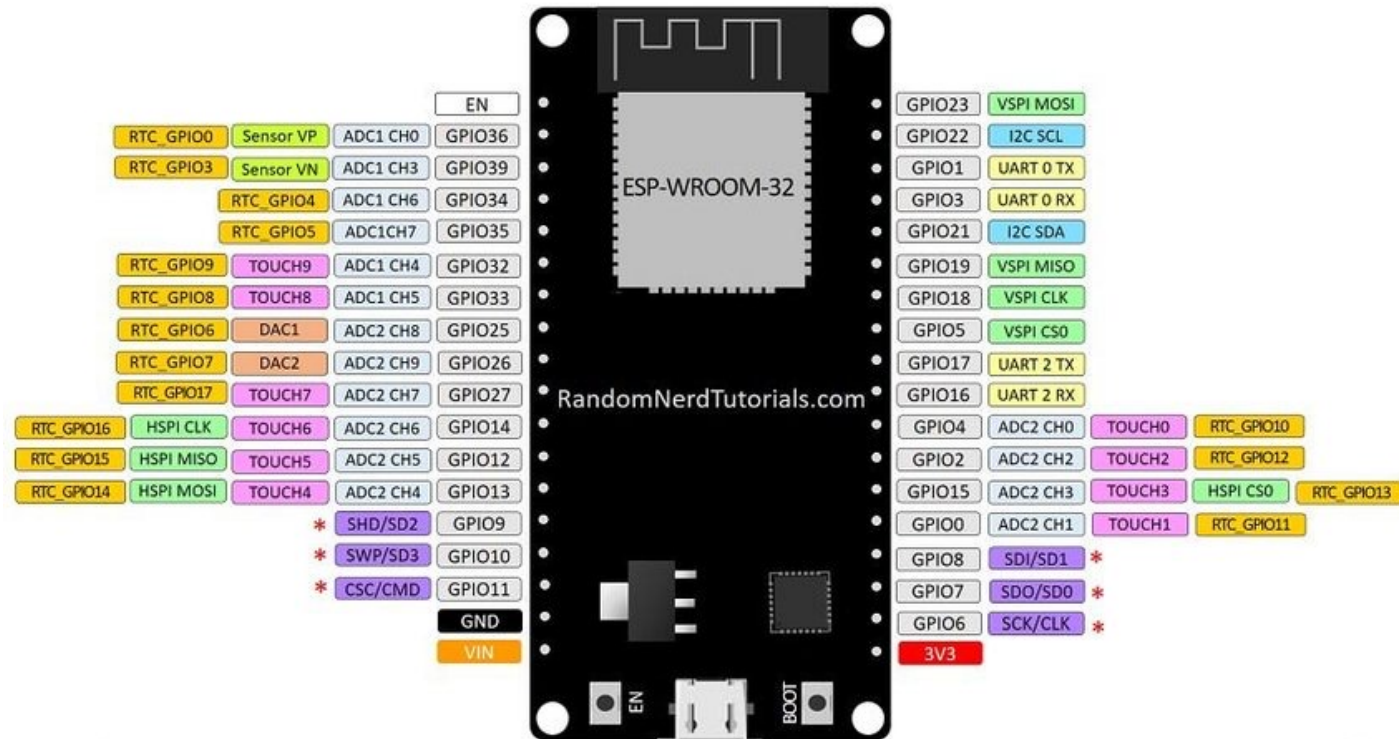 EN GPIO23 VSPI MOSI
RTC_GPIO0 Sensor VP ADC1 CH0 GPIO36 GPIO22 I2C SCL
RTC_GPIO3 Sensor VN ADC1 CH3 GPIO39 GPIO1 UART 0 TX
RTC_GPIO4 ADC1 CH6 GPIO34 ESP-WROOM-32 GPIO3 UART 0 RX
RTC_GPIO5 ADC1CH7 GPIO35 GPIO21 I2C SDA
RTC_GPIO9 TOUCH9 ADC1 CH4 GPIO32 GPIO19 VSPI MISO
RTC_GPIO8 TOUCH8 ADC1 CH5 GPIO33 GPIO18 VSPI CLK
RTC_GPIO6 DAC1 ADC2 CH8 GPIO25 GPIO5 VSPI CS0
RTC_GPIO7 DAC2 ADC2 CH9 GPIO26 GPIO17 UART 2 TX
RTC_GPIO17 TOUCH7 ADC2 CH7 GPIO27 RandomNerdTutorials.com GPIO16 UART 2 RX
RTC_GPIO16 HSPI CLK TOUCH6 ADC2 CH6 GPIO14 GPIO4 ADC2 CH0 TOUCH0 RTC_GPIO10
RTC_GPIO15 HSPI MISO TOUCH5 ADC2 CH5 GPIO12 GPIO2 ADC2 CH2 TOUCH2 RTC_GPIO12
RTC_GPIO14 HSPI MOSI TOUCH4 ADC2 CH4 GPIO13 GPIO15 ADC2 CH3 TOUCH3 HSPI CS0 RTC_GPIO13
* SHD/SD2 GPIO9 GPIO0 ADC2 CH1 TOUCH1 RTC_GPIO11
* SWP/SD3 GPIO10 GPIO8 SDI/SD1 *
* CSC/CMD GPIO11 GPIO7 SDO/SD0 *
GND GPIO6 SCK/CLK *
VIN 3V3
EN BOOT